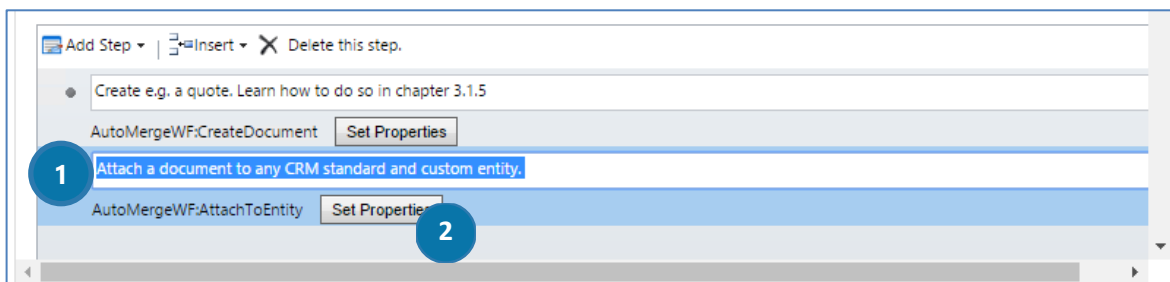 Add Step Insert Delete this step.
Create e.g. a quote. Learn how to do so in chapter 3.1.5
AutoMergeWF:CreateDocument Set Properties
1 Attach a document to any CRM standard and custom entity.
AutoMergeWF:AttachToEntity Set Properties
2